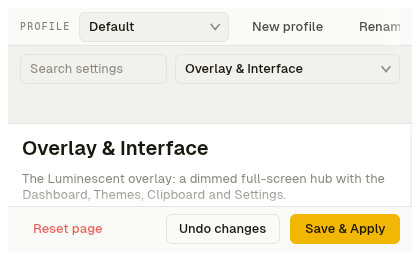 PROFILE Default New profile Renam
Search settings Overlay & Interface
Overlay & Interface
The Luminescent overlay: a dimmed full-screen hub with the
Dashboard, Themes, Clipboard and Settings.
Reset page Undo changes Save & Apply